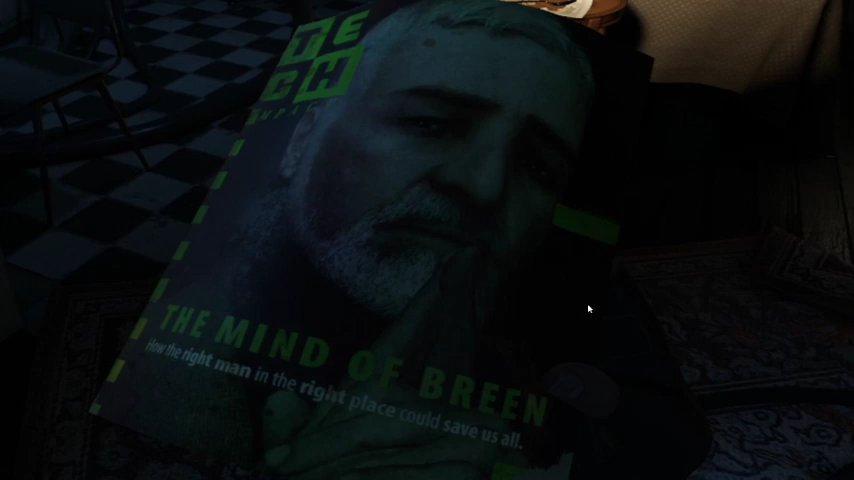 TE
CH
THE MIND OF BREEN
How the right man in the right place could save us all.